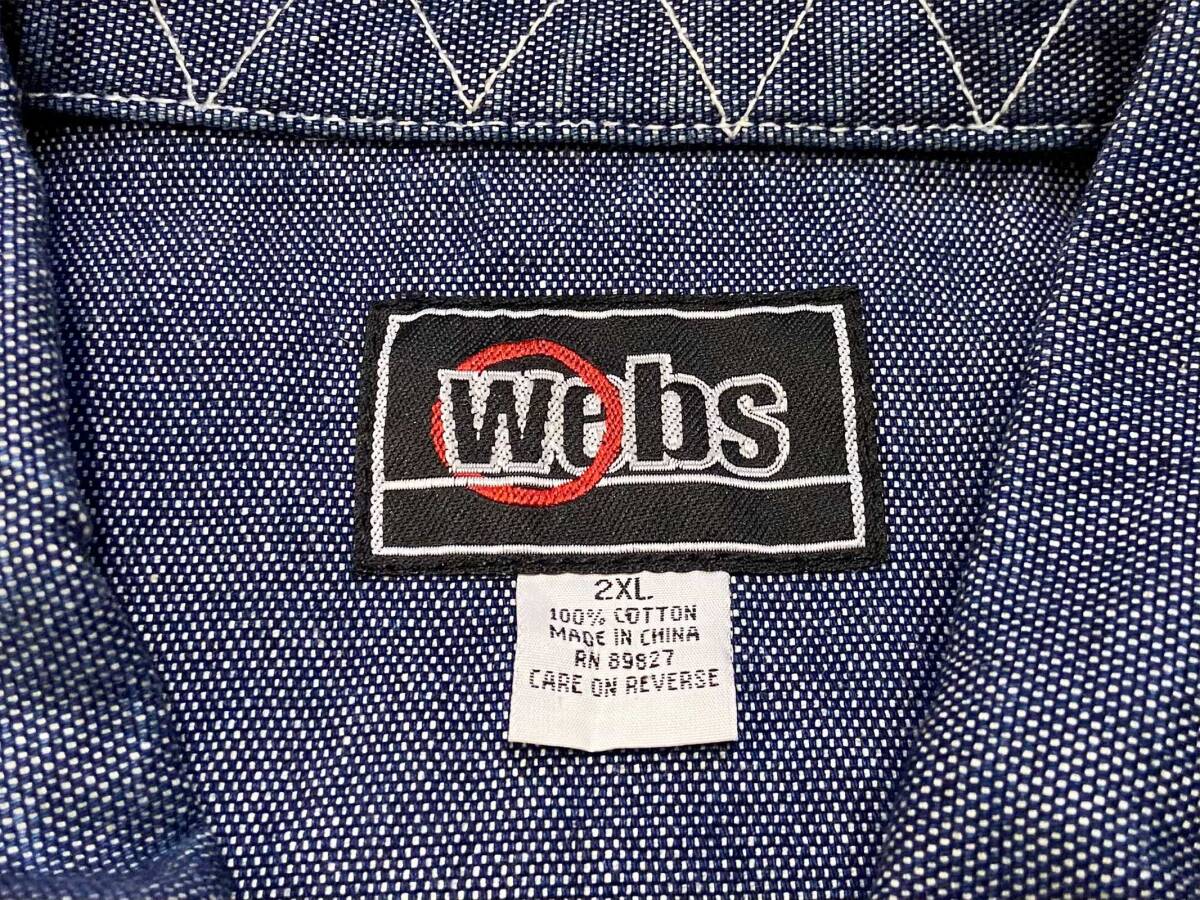 webs
2XL
100% COTTON
MADE IN CHINA
RN 89827
CARE ON REVERSE